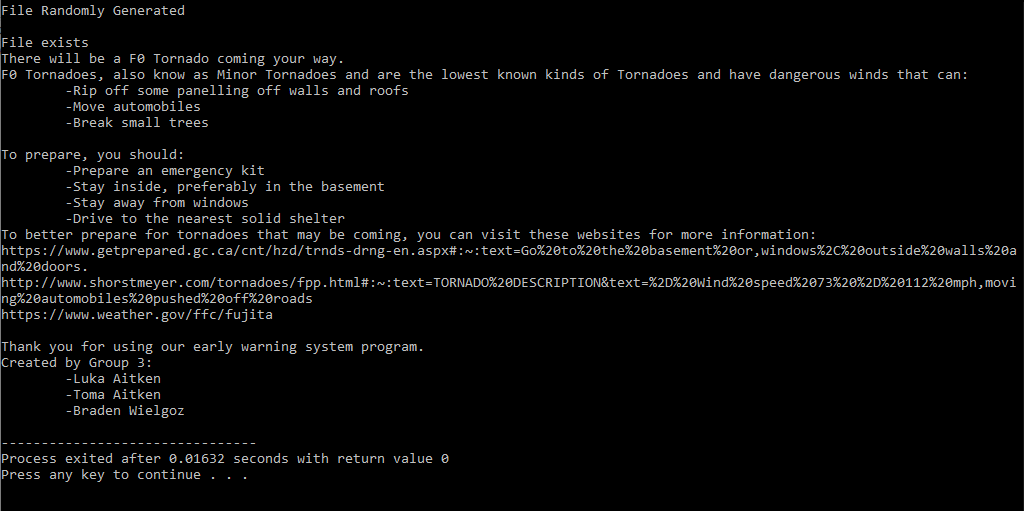 File Randomly Generated
File exists
There will be a F0 Tornado coming your way.
F0 Tornadoes, also know as Minor Tornadoes and are the lowest known kinds of Tornadoes and have dangerous winds that can:
-Rip off some panelling off walls and roofs
-Move automobiles
-Break small trees
To prepare, you should:
-Prepare an emergency kit
-Stay inside, preferably in the basement
-Stay away from windows
-Drive to the nearest solid shelter
To better prepare for tornadoes that may be coming, you can visit these websites for more information:
https://www.getprepared.gc.ca/cnt/hzd/trnds-drng-en.aspx#:~:text=Go%20to%20the%20basement%20or,windows%2C%20outside%20walls%20a
nd%20doors.
http://www.shorstmeyer.com/tornadoes/fpp.html#:~:text=TORNADO%20DESCRIPTION&text=%2D%20Wind%20speed%2073%20%2D%20112%20mph,movi
ng%20automobiles%20pushed%20off%20roads
https://www.weather.gov/ffc/fujita
Thank you for using our early warning system program.
Created by Group 3:
-Luka Aitken
-Toma Aitken
-Braden Wielgoz
--------------------------------
Process exited after 0.01632 seconds with return value 0
Press any key to continue . . .